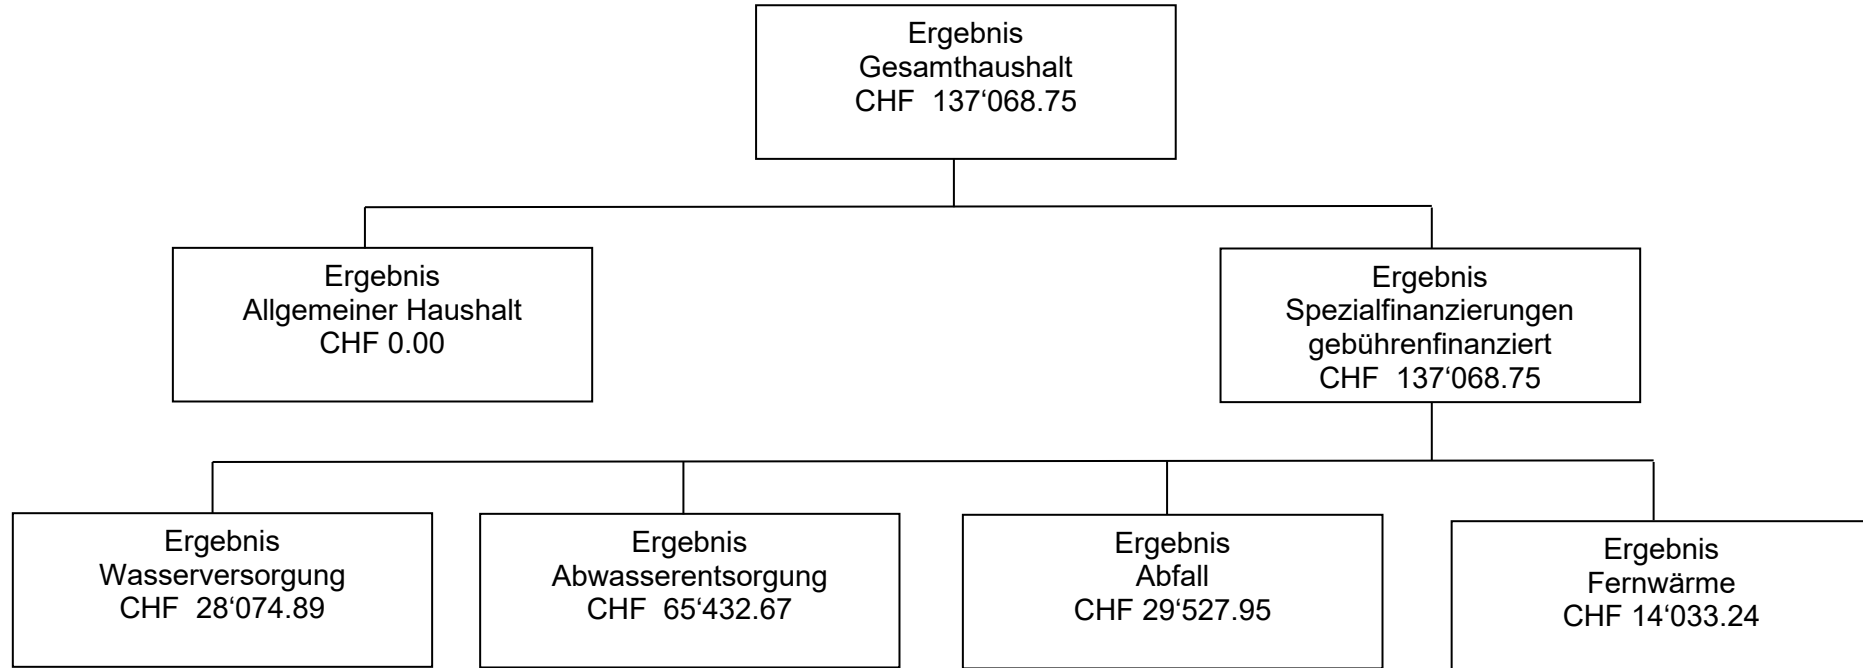 Ergebnis
Gesamthaushalt
CHF  137‘068.75
Ergebnis
Allgemeiner Haushalt
CHF 0.00
Ergebnis
Spezialfinanzierungen
gebührenfinanziert
CHF  137‘068.75
Ergebnis
Wasserversorgung
CHF  28‘074.89
Ergebnis
Abwasserentsorgung
CHF  65‘432.67
Ergebnis
Abfall
CHF 29‘527.95
Ergebnis
Fernwärme
CHF 14‘033.24